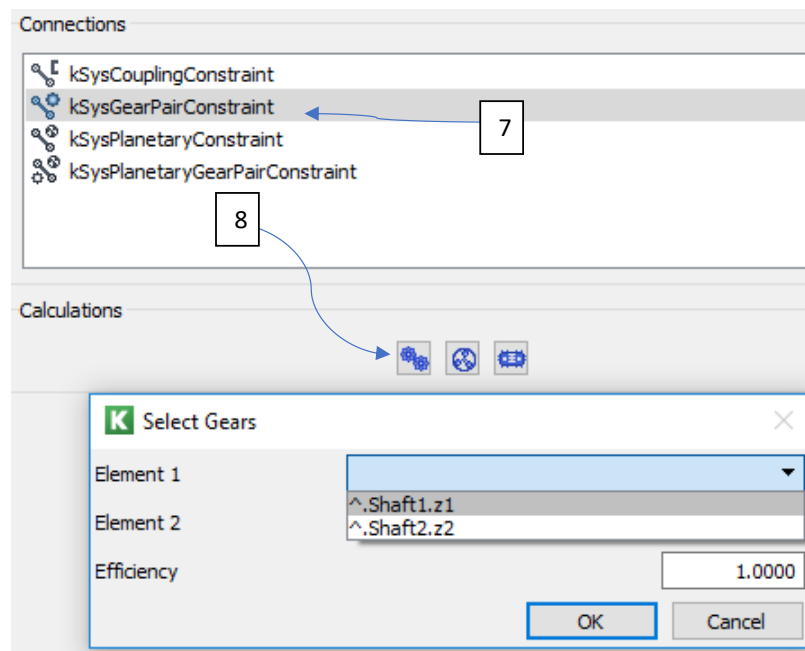 Connections
kSysCouplingConstraint
kSysGearPairConstraint
7
kSysPlanetaryConstraint
kSysPlanetaryGearPairConstraint
8
Calculations
K Select Gears
Element 1
^.Shaft1.z1
Element 2
^.Shaft2.z2
Efficiency 1.0000
OK Cancel